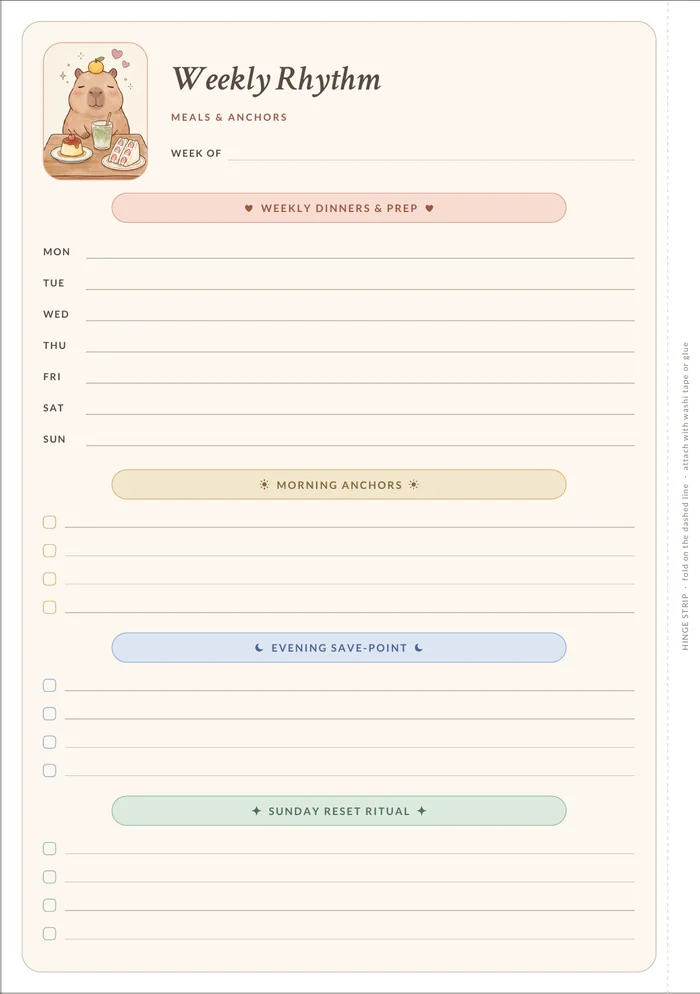 Weekly Rhythm
MEALS & ANCHORS
WEEK OF
♥ WEEKLY DINNERS & PREP ♥
MON
TUE
WED
THU
FRI
SAT
SUN
☀ MORNING ANCHORS ☀
☾ EVENING SAVE-POINT ☾
✦ SUNDAY RESET RITUAL ✦
HINGE STRIP · fold on the dashed line · attach with washi tape or glue